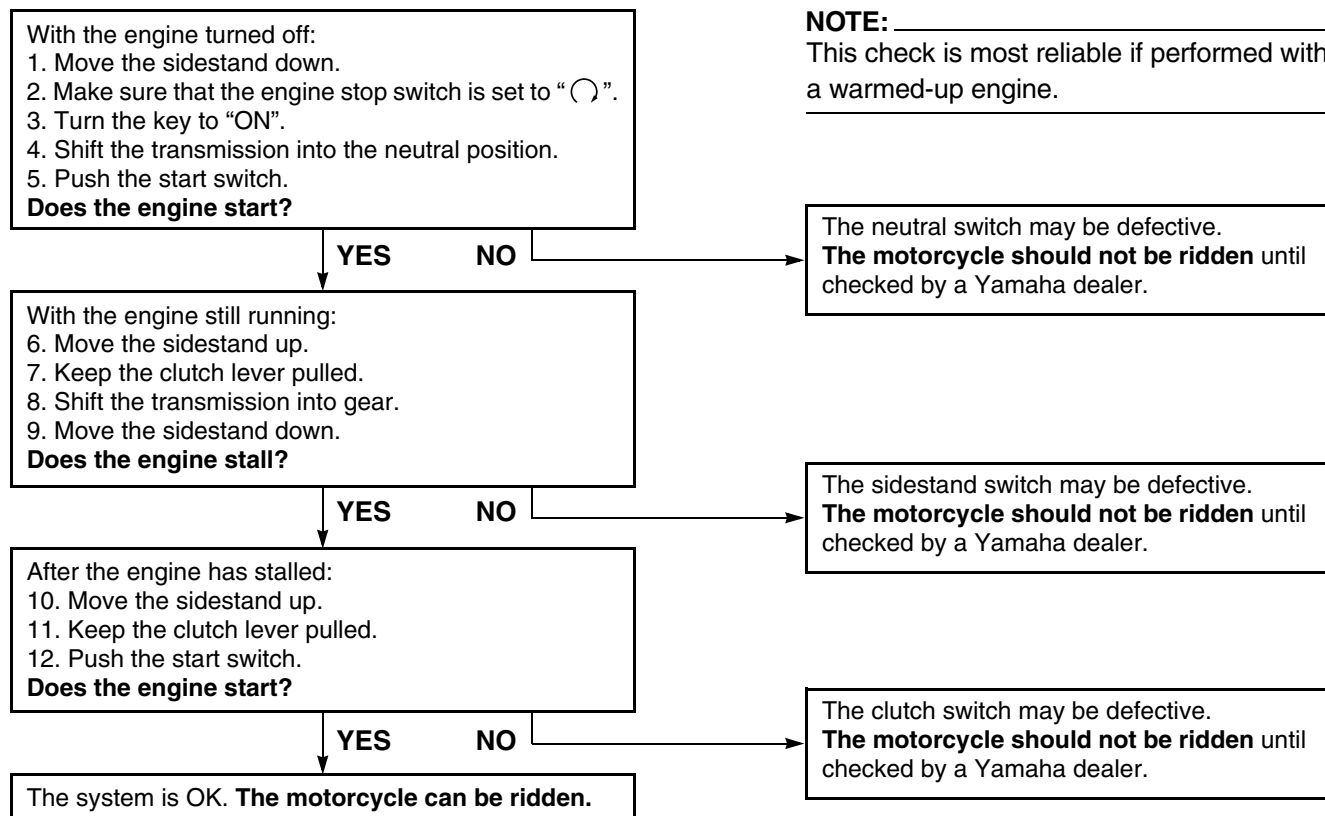 With the engine turned off:
1. Move the sidestand down.
2. Make sure that the engine stop switch is set to “ ”.
3. Turn the key to “ON”.
4. Shift the transmission into the neutral position.
5. Push the start switch.
Does the engine start?
NOTE:
This check is most reliable if performed with
a warmed-up engine.
YES NO
The neutral switch may be defective.
The motorcycle should not be ridden until
checked by a Yamaha dealer.
With the engine still running:
6. Move the sidestand up.
7. Keep the clutch lever pulled.
8. Shift the transmission into gear.
9. Move the sidestand down.
Does the engine stall?
YES NO
The sidestand switch may be defective.
The motorcycle should not be ridden until
checked by a Yamaha dealer.
After the engine has stalled:
10. Move the sidestand up.
11. Keep the clutch lever pulled.
12. Push the start switch.
Does the engine start?
YES NO
The clutch switch may be defective.
The motorcycle should not be ridden until
checked by a Yamaha dealer.
The system is OK. The motorcycle can be ridden.